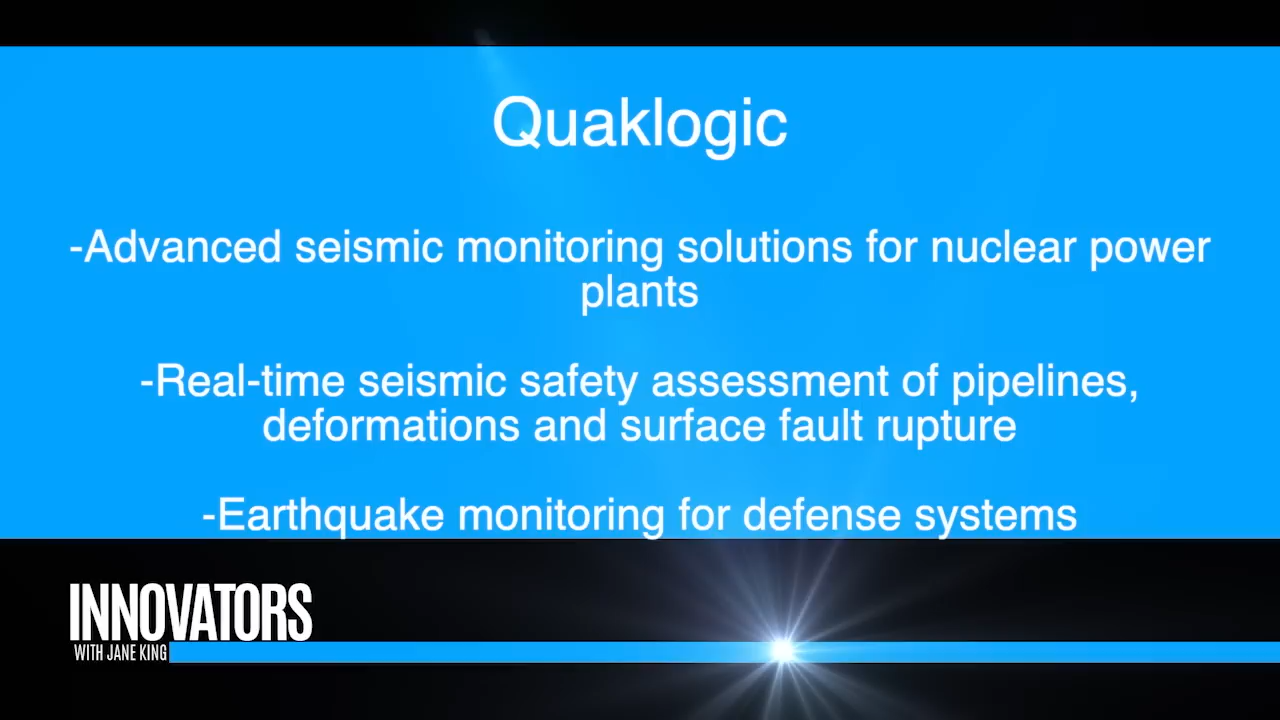 Quaklogic
-Advanced seismic monitoring solutions for nuclear power
plants
-Real-time seismic safety assessment of pipelines,
deformations and surface fault rupture
-Earthquake monitoring for defense systems
INNOVATORS
WITH JANE KING